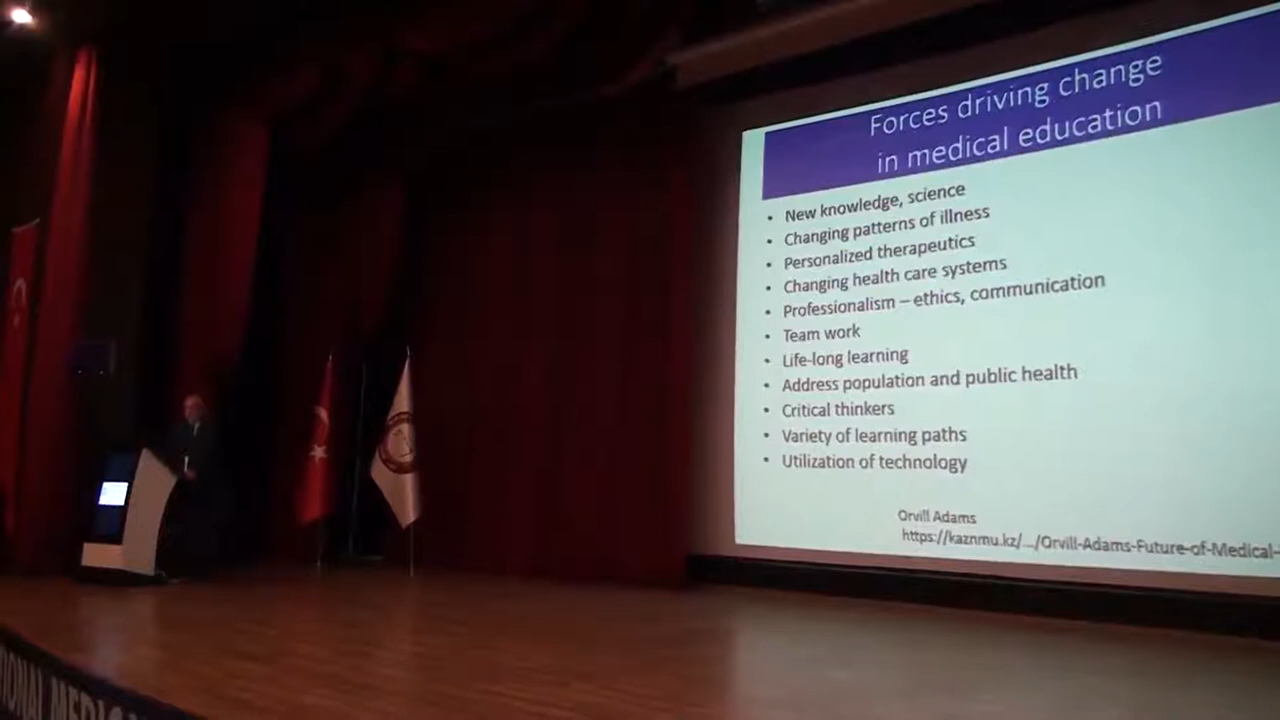 Forces driving change
in medical education
• New knowledge, science
• Changing patterns of illness
• Personalized therapeutics
• Changing health care systems
• Professionalism – ethics, communication
• Team work
• Life-long learning
• Address population and public health
• Critical thinkers
• Variety of learning paths
• Utilization of technology
Orvill Adams
https://kaznmu.kz/.../Orvill-Adams-Future-of-Medical-